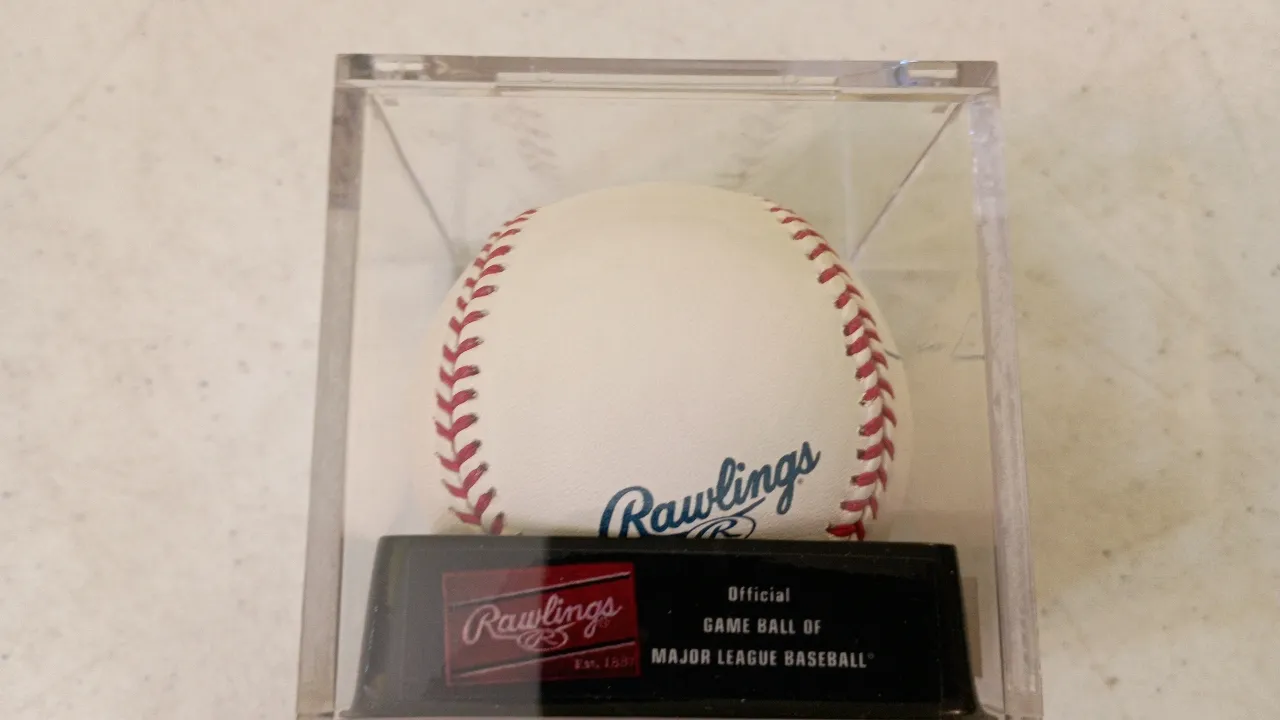 Rawlings
R
Rawlings®
R
Est. 1887
Official
GAME BALL OF
MAJOR LEAGUE BASEBALL®